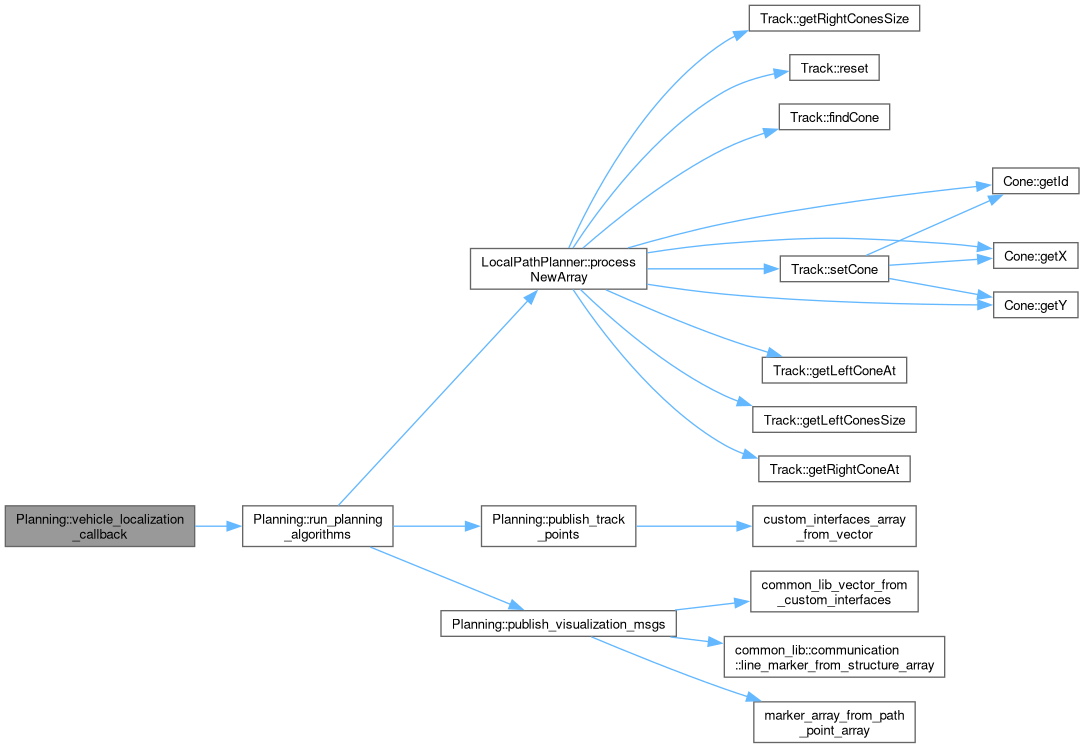 Track::getRightConesSize
Track::reset
Track::findCone
Cone::getId
LocalPathPlanner::process
NewArray
Track::setCone
Cone::getX
Cone::getY
Track::getLeftConeAt
Track::getLeftConesSize
Track::getRightConeAt
Planning::vehicle_localization
_callback
Planning::run_planning
_algorithms
Planning::publish_track
_points
custom_interfaces_array
_from_vector
common_lib_vector_from
_custom_interfaces
Planning::publish_visualization_msgs
common_lib::communication
::line_marker_from_structure_array
marker_array_from_path
_point_array